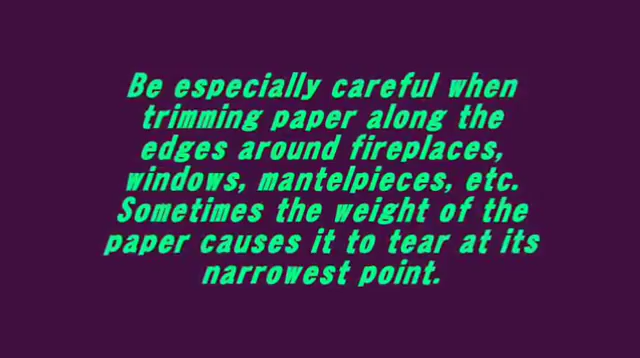 Be especially careful when
trimming paper along the
edges around fireplaces,
windows, mantelpieces, etc.
Sometimes the weight of the
paper causes it to tear at its
narrowest point.